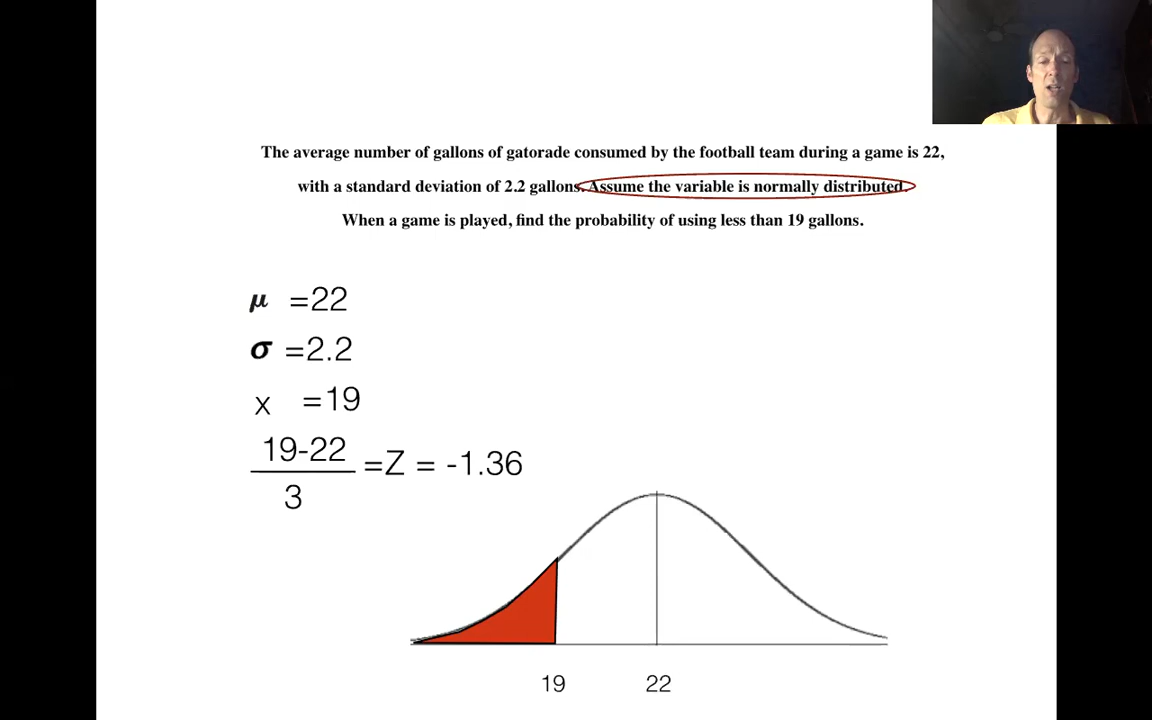 The average number of gallons of gatorade consumed by the football team during a game is 22,
with a standard deviation of 2.2 gallons. Assume the variable is normally distributed.
When a game is played, find the probability of using less than 19 gallons.
μ =22
σ =2.2
x =19
19-22
=Z = -1.36
3
19 22